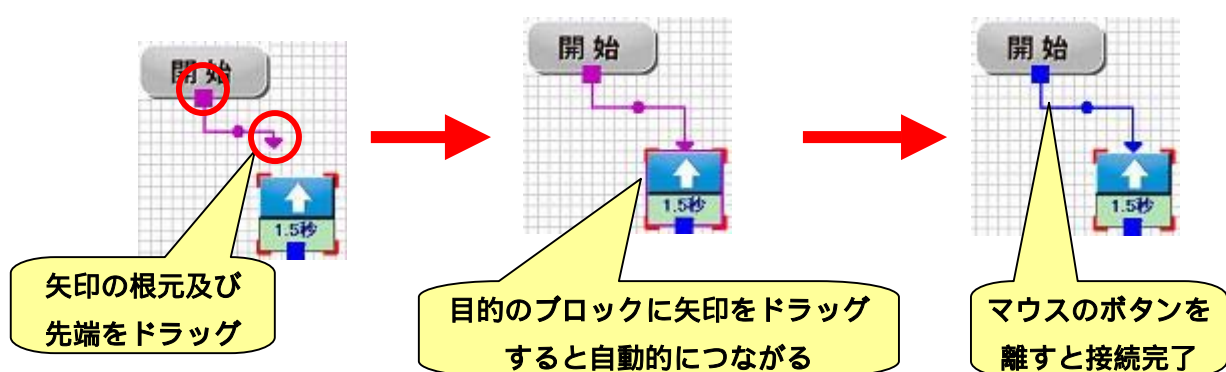 開始
1.5秒
矢印の根元及び
先端をドラッグ
開始
1.5秒
目的のブロックに矢印をドラッグ
すると自動的につながる
開始
1.5秒
マウスのボタンを
離すと接続完了